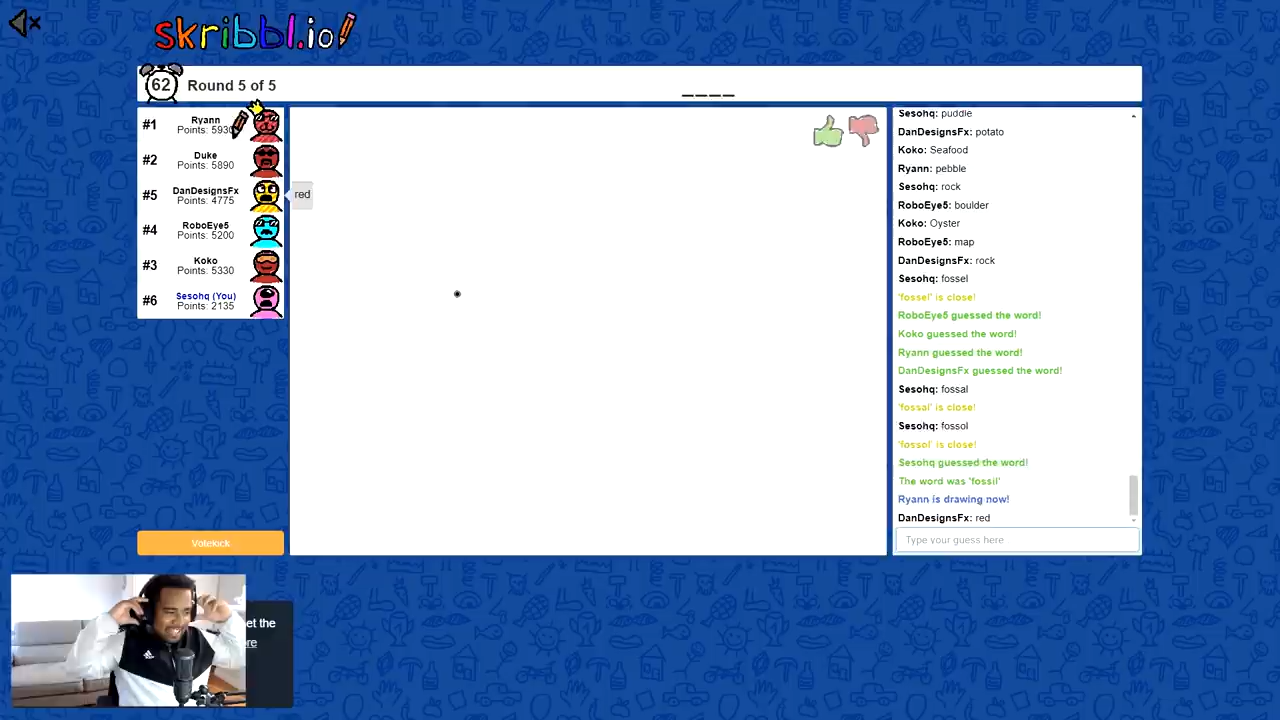 skribbl.io
62
Round 5 of 5
____
#1
Ryann
Points: 5930
#2
Duke
Points: 5890
#5
DanDesignsFx
Points: 4775
red
#4
RoboEye5
Points: 5200
#3
Koko
Points: 5330
#6
Sesohq (You)
Points: 2135
Votekick
Sesohq: puddle
DanDesignsFx: potato
Koko: Seafood
Ryann: pebble
Sesohq: rock
RoboEye5: boulder
Koko: Oyster
RoboEye5: map
DanDesignsFx: rock
Sesohq: fossel
'fossel' is close!
RoboEye5 guessed the word!
Koko guessed the word!
Ryann guessed the word!
DanDesignsFx guessed the word!
Sesohq: fossal
'fossal' is close!
Sesohq: fossol
'fossol' is close!
Sesohq guessed the word!
The word was 'fossil'
Ryann is drawing now!
DanDesignsFx: red
Type your guess here
et the